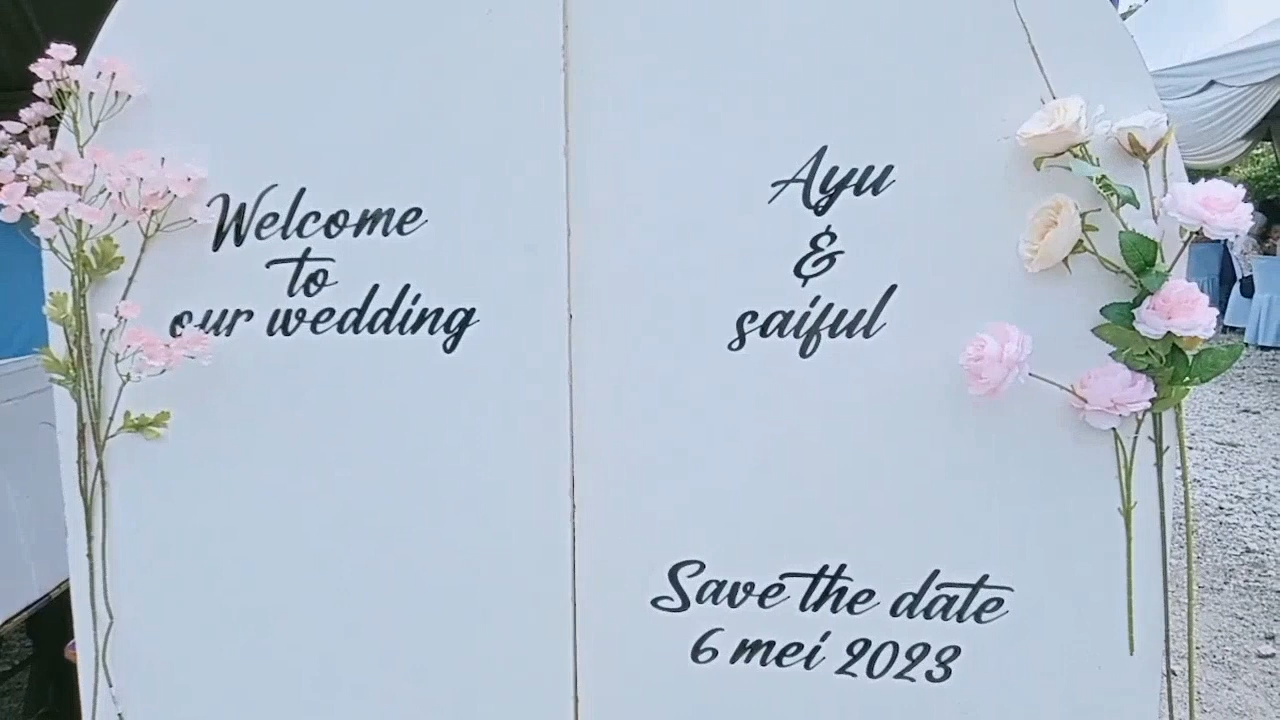 Welcome
to
our wedding
Ayu
&
saiful
Save the date
6 mei 2023